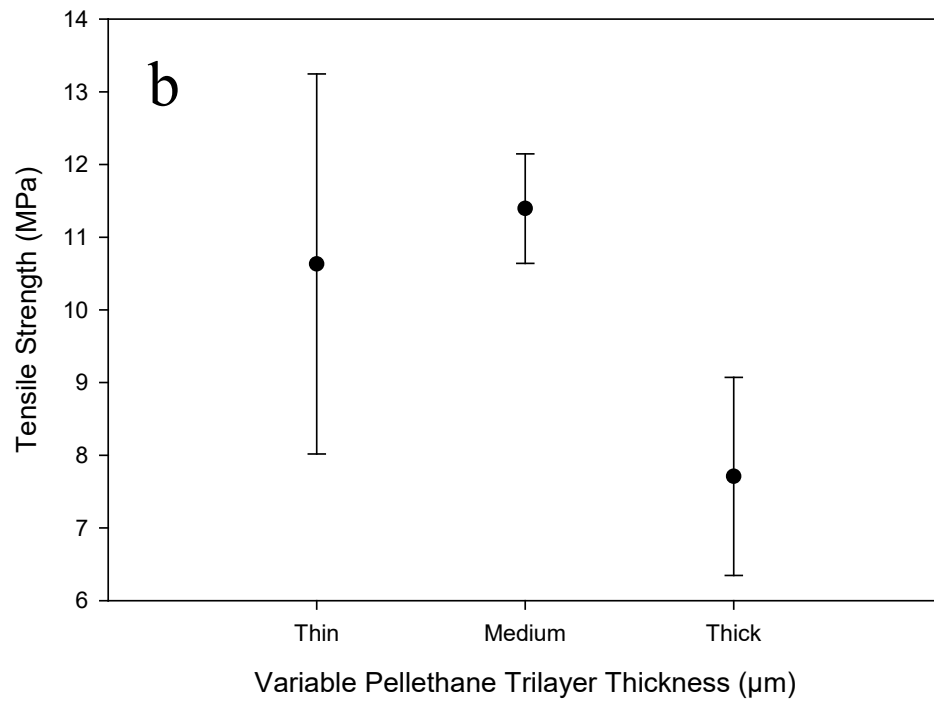 b
14
13
12
11
10
9
8
7
6
Tensile Strength (MPa)
Thin Medium Thick
Variable Pellethane Trilayer Thickness (µm)